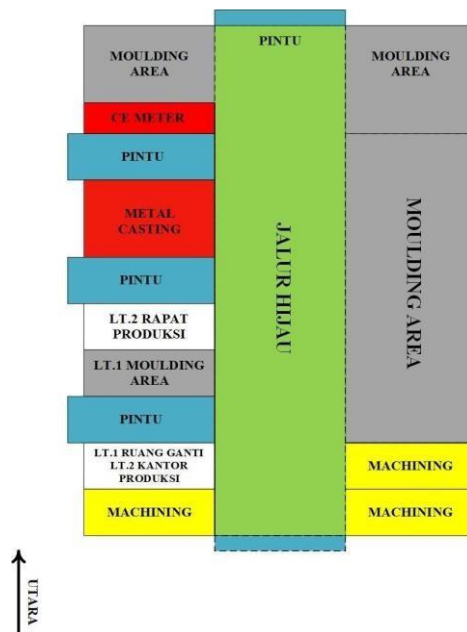 MOULDING
AREA
CE METER
PINTU
METAL
CASTING
PINTU
LT.2 RAPAT
PRODUKSI
LT.1 MOULDING
AREA
PINTU
LT.1 RUANG GANTI
LT.2 KANTOR
PRODUKSI
MACHINING
PINTU
JALUR HIJAU
MOULDING
AREA
MOULDING AREA
MACHINING
MACHINING
UTARA